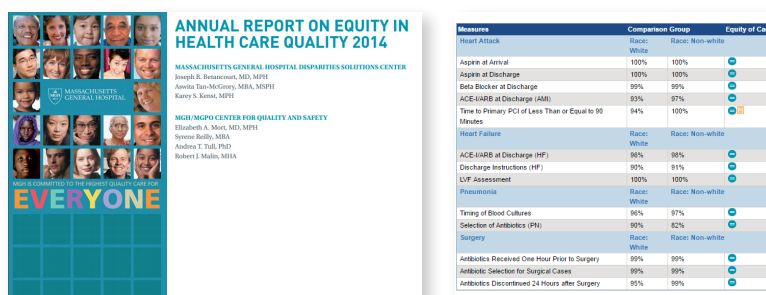 ANNUAL REPORT ON EQUITY IN
HEALTH CARE QUALITY 2014
MASSACHUSETTS GENERAL HOSPITAL DISPARITIES SOLUTIONS CENTER
Joseph R. Betancourt, MD, MPH
Aswita Tan-McGrory, MBA, MSPH
Karey S. Kenst, MPH
MGH/MGPO CENTER FOR QUALITY AND SAFETY
Elizabeth A. Mort, MD, MPH
Syrene Reilly, MBA
Andrea T. Tull, PhD
Robert J. Malin, MHA
MASSACHUSETTS
GENERAL HOSPITAL
MGH IS COMMITTED TO THE HIGHEST QUALITY CARE FOR
EVERYONE
Measures Comparison Group Equity of Ca
Heart Attack Race: White Race: Non-white
Aspirin at Arrival 100% 100%
Aspirin at Discharge 100% 100%
Beta Blocker at Discharge 99% 99%
ACE-I/ARB at Discharge (AMI) 93% 97%
Time to Primary PCI of Less Than or Equal to 90 94% 100%
Minutes
Heart Failure Race: White Race: Non-white
ACE-I/ARB at Discharge (HF) 96% 98%
Discharge Instructions (HF) 90% 91%
LVF Assessment 100% 100%
Pneumonia Race: White Race: Non-white
Timing of Blood Cultures 96% 97%
Selection of Antibiotics (PN) 90% 82%
Surgery Race: White Race: Non-white
Antibiotics Received One Hour Prior to Surgery 99% 99%
Antibiotic Selection for Surgical Cases 99% 99%
Antibiotics Discontinued 24 Hours after Surgery 95% 99%